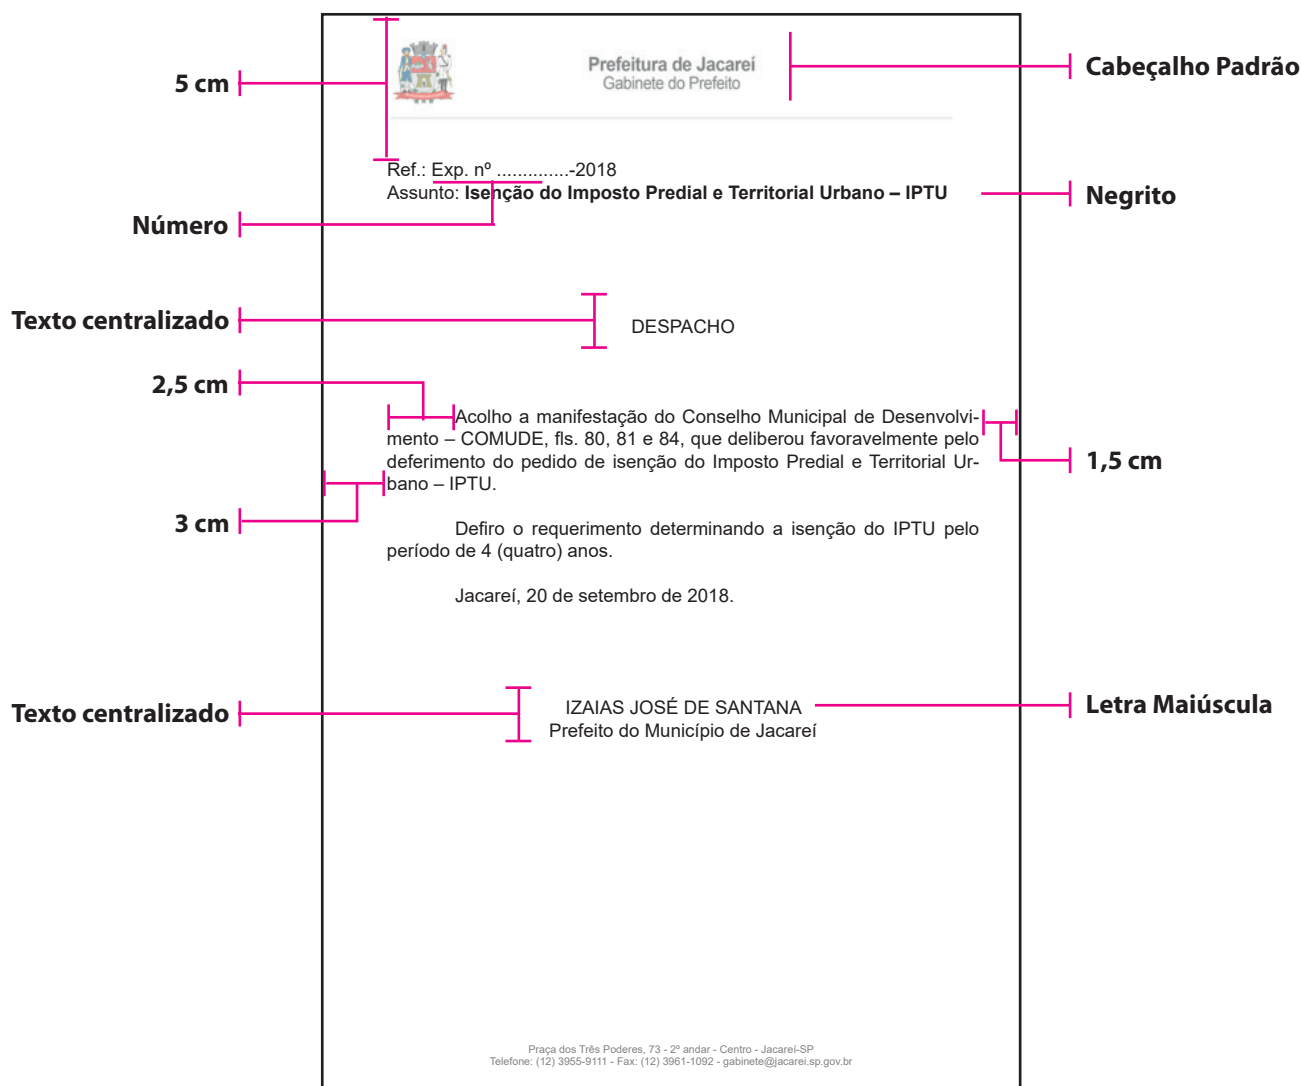 Prefeitura de Jacareí
Gabinete do Prefeito
Cabeçalho Padrão
5 cm
Ref.: Exp. nº ..............-2018
Assunto: Isenção do Imposto Predial e Territorial Urbano – IPTU
Negrito
Número
Texto centralizado
DESPACHO
2,5 cm
Acolho a manifestação do Conselho Municipal de Desenvolvi-
mento – COMUDE, fls. 80, 81 e 84, que deliberou favoravelmente pelo
deferimento do pedido de isenção do Imposto Predial e Territorial Ur-
bano – IPTU.
1,5 cm
3 cm
Defiro o requerimento determinando a isenção do IPTU pelo
período de 4 (quatro) anos.
Jacareí, 20 de setembro de 2018.
Texto centralizado
IZAIAS JOSÉ DE SANTANA
Prefeito do Município de Jacareí
Letra Maiúscula
Praça dos Três Poderes, 73 - 2º andar - Centro - Jacareí-SP
Telefone: (12) 3955-9111 - Fax: (12) 3961-1092 - gabinete@jacarei.sp.gov.br